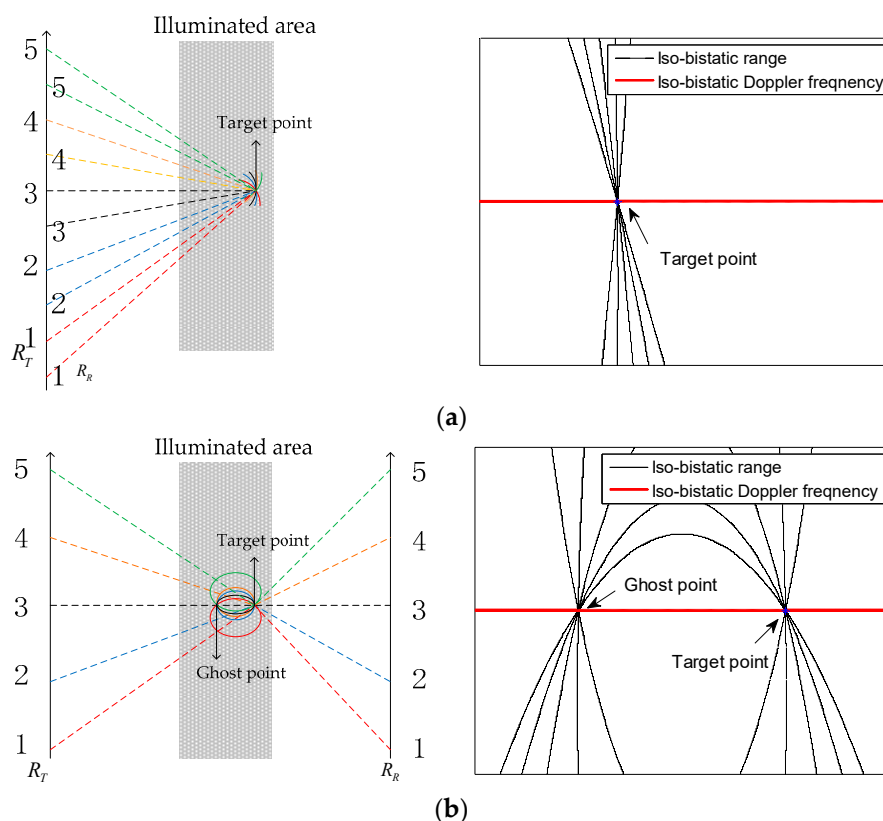 Illuminated area
5
5
4
4
3
3
2
2
1
1
R_T
R_R
Target point
Iso-bistatic range
Iso-bistatic Doppler freqnency
Target point
(a)
Illuminated area
5
4
3
2
1
R_T
Target point
Ghost point
5
4
3
2
1
R_R
Iso-bistatic range
Iso-bistatic Doppler freqnency
Ghost point
Target point
(b)